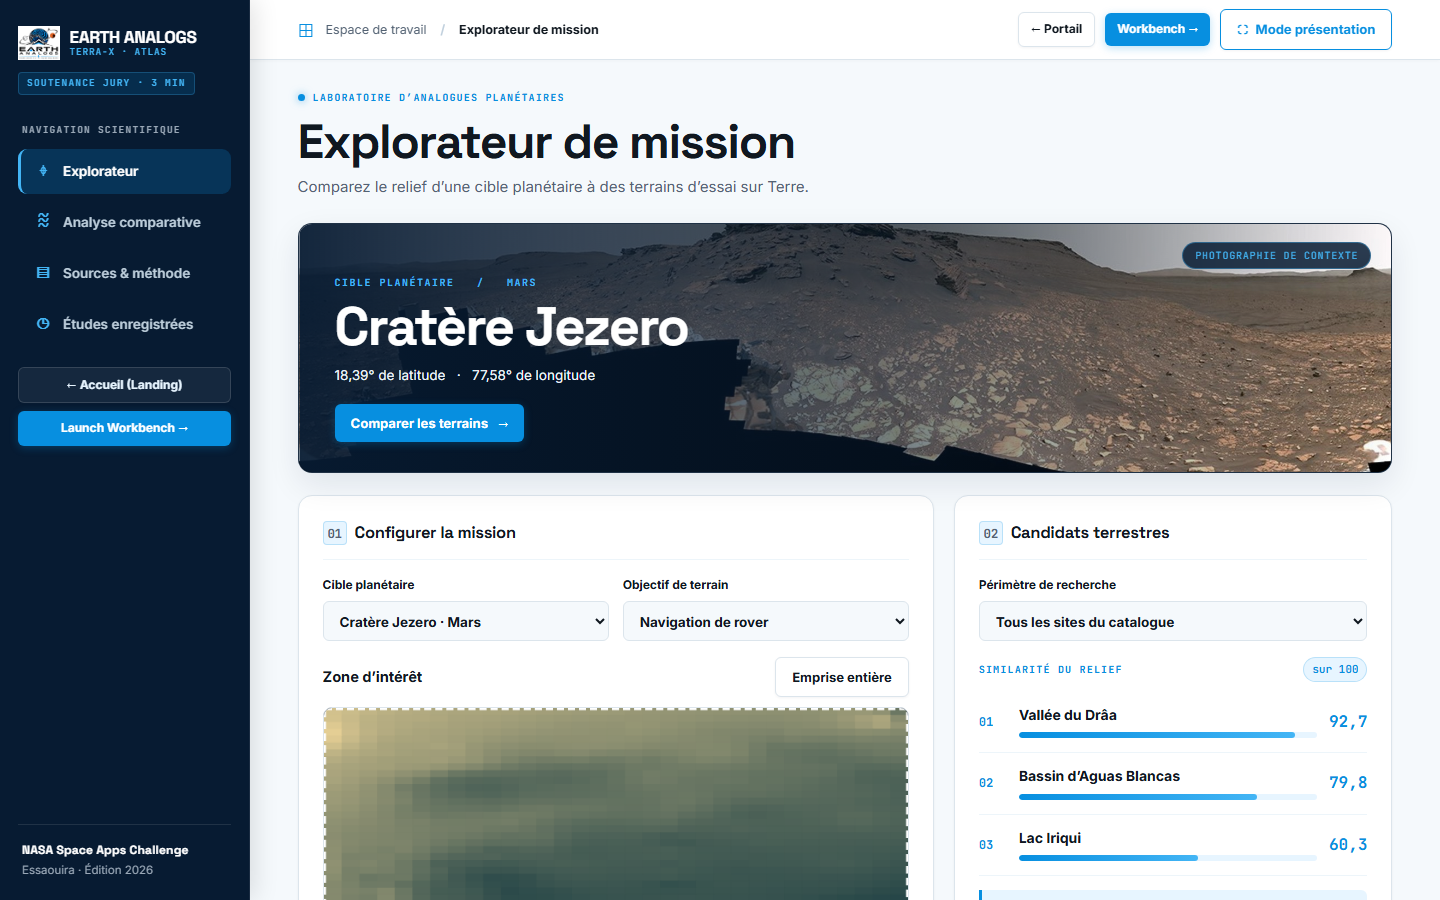 EARTH ANALOGS
TERRA-X · ATLAS
EARTH
SOUTENANCE JURY · 3 MIN
NAVIGATION SCIENTIFIQUE
Explorateur
Analyse comparative
Sources & méthode
Études enregistrées
← Accueil (Landing)
Launch Workbench →
NASA Space Apps Challenge
Essaouira · Édition 2026
Espace de travail / Explorateur de mission
← Portail
Workbench →
Mode présentation
LABORATOIRE D’ANALOGUES PLANÉTAIRES
Explorateur de mission
Comparez le relief d’une cible planétaire à des terrains d’essai sur Terre.
PHOTOGRAPHIE DE CONTEXTE
CIBLE PLANÉTAIRE / MARS
Cratère Jezero
18,39° de latitude · 77,58° de longitude
Comparer les terrains →
01 Configurer la mission
Cible planétaire
Objectif de terrain
Cratère Jezero · Mars
Navigation de rover
Zone d’intérêt
Emprise entière
02 Candidats terrestres
Périmètre de recherche
Tous les sites du catalogue
SIMILARITÉ DU RELIEF
sur 100
01 Vallée du Drâa 92,7
02 Bassin d’Aguas Blancas 79,8
03 Lac Iriqui 60,3